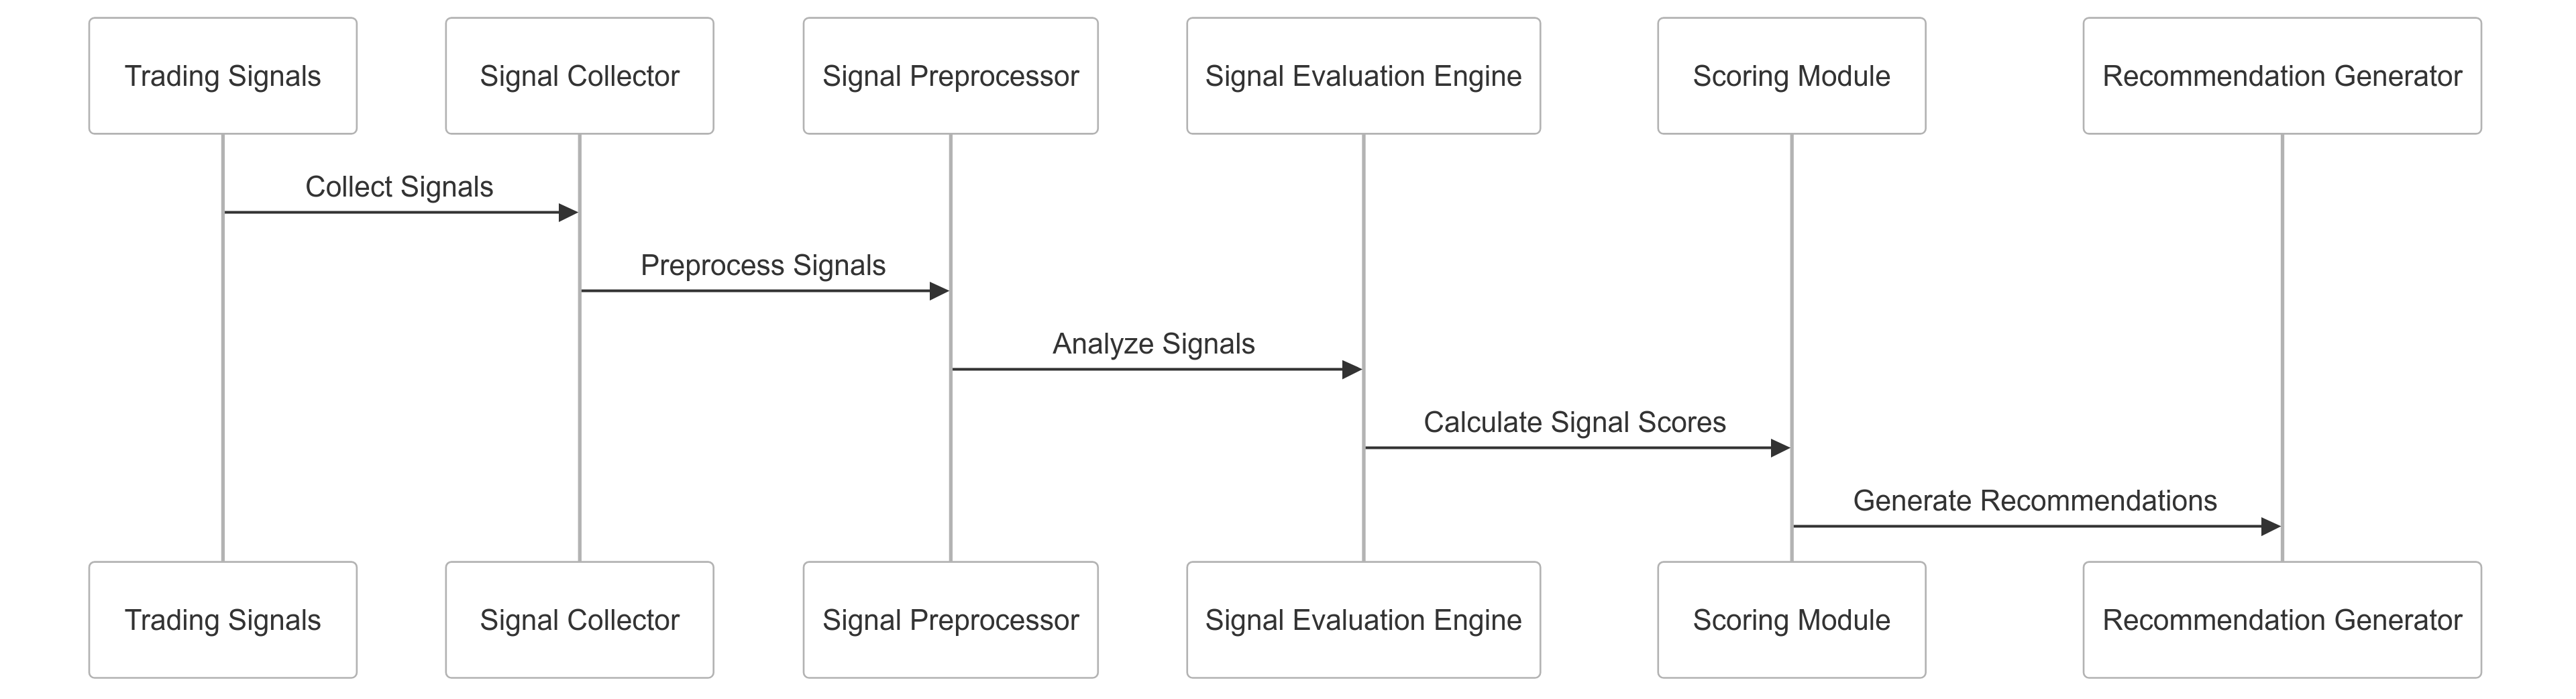 Trading Signals
Signal Collector
Signal Preprocessor
Signal Evaluation Engine
Scoring Module
Recommendation Generator
Collect Signals
Preprocess Signals
Analyze Signals
Calculate Signal Scores
Generate Recommendations
Trading Signals
Signal Collector
Signal Preprocessor
Signal Evaluation Engine
Scoring Module
Recommendation Generator